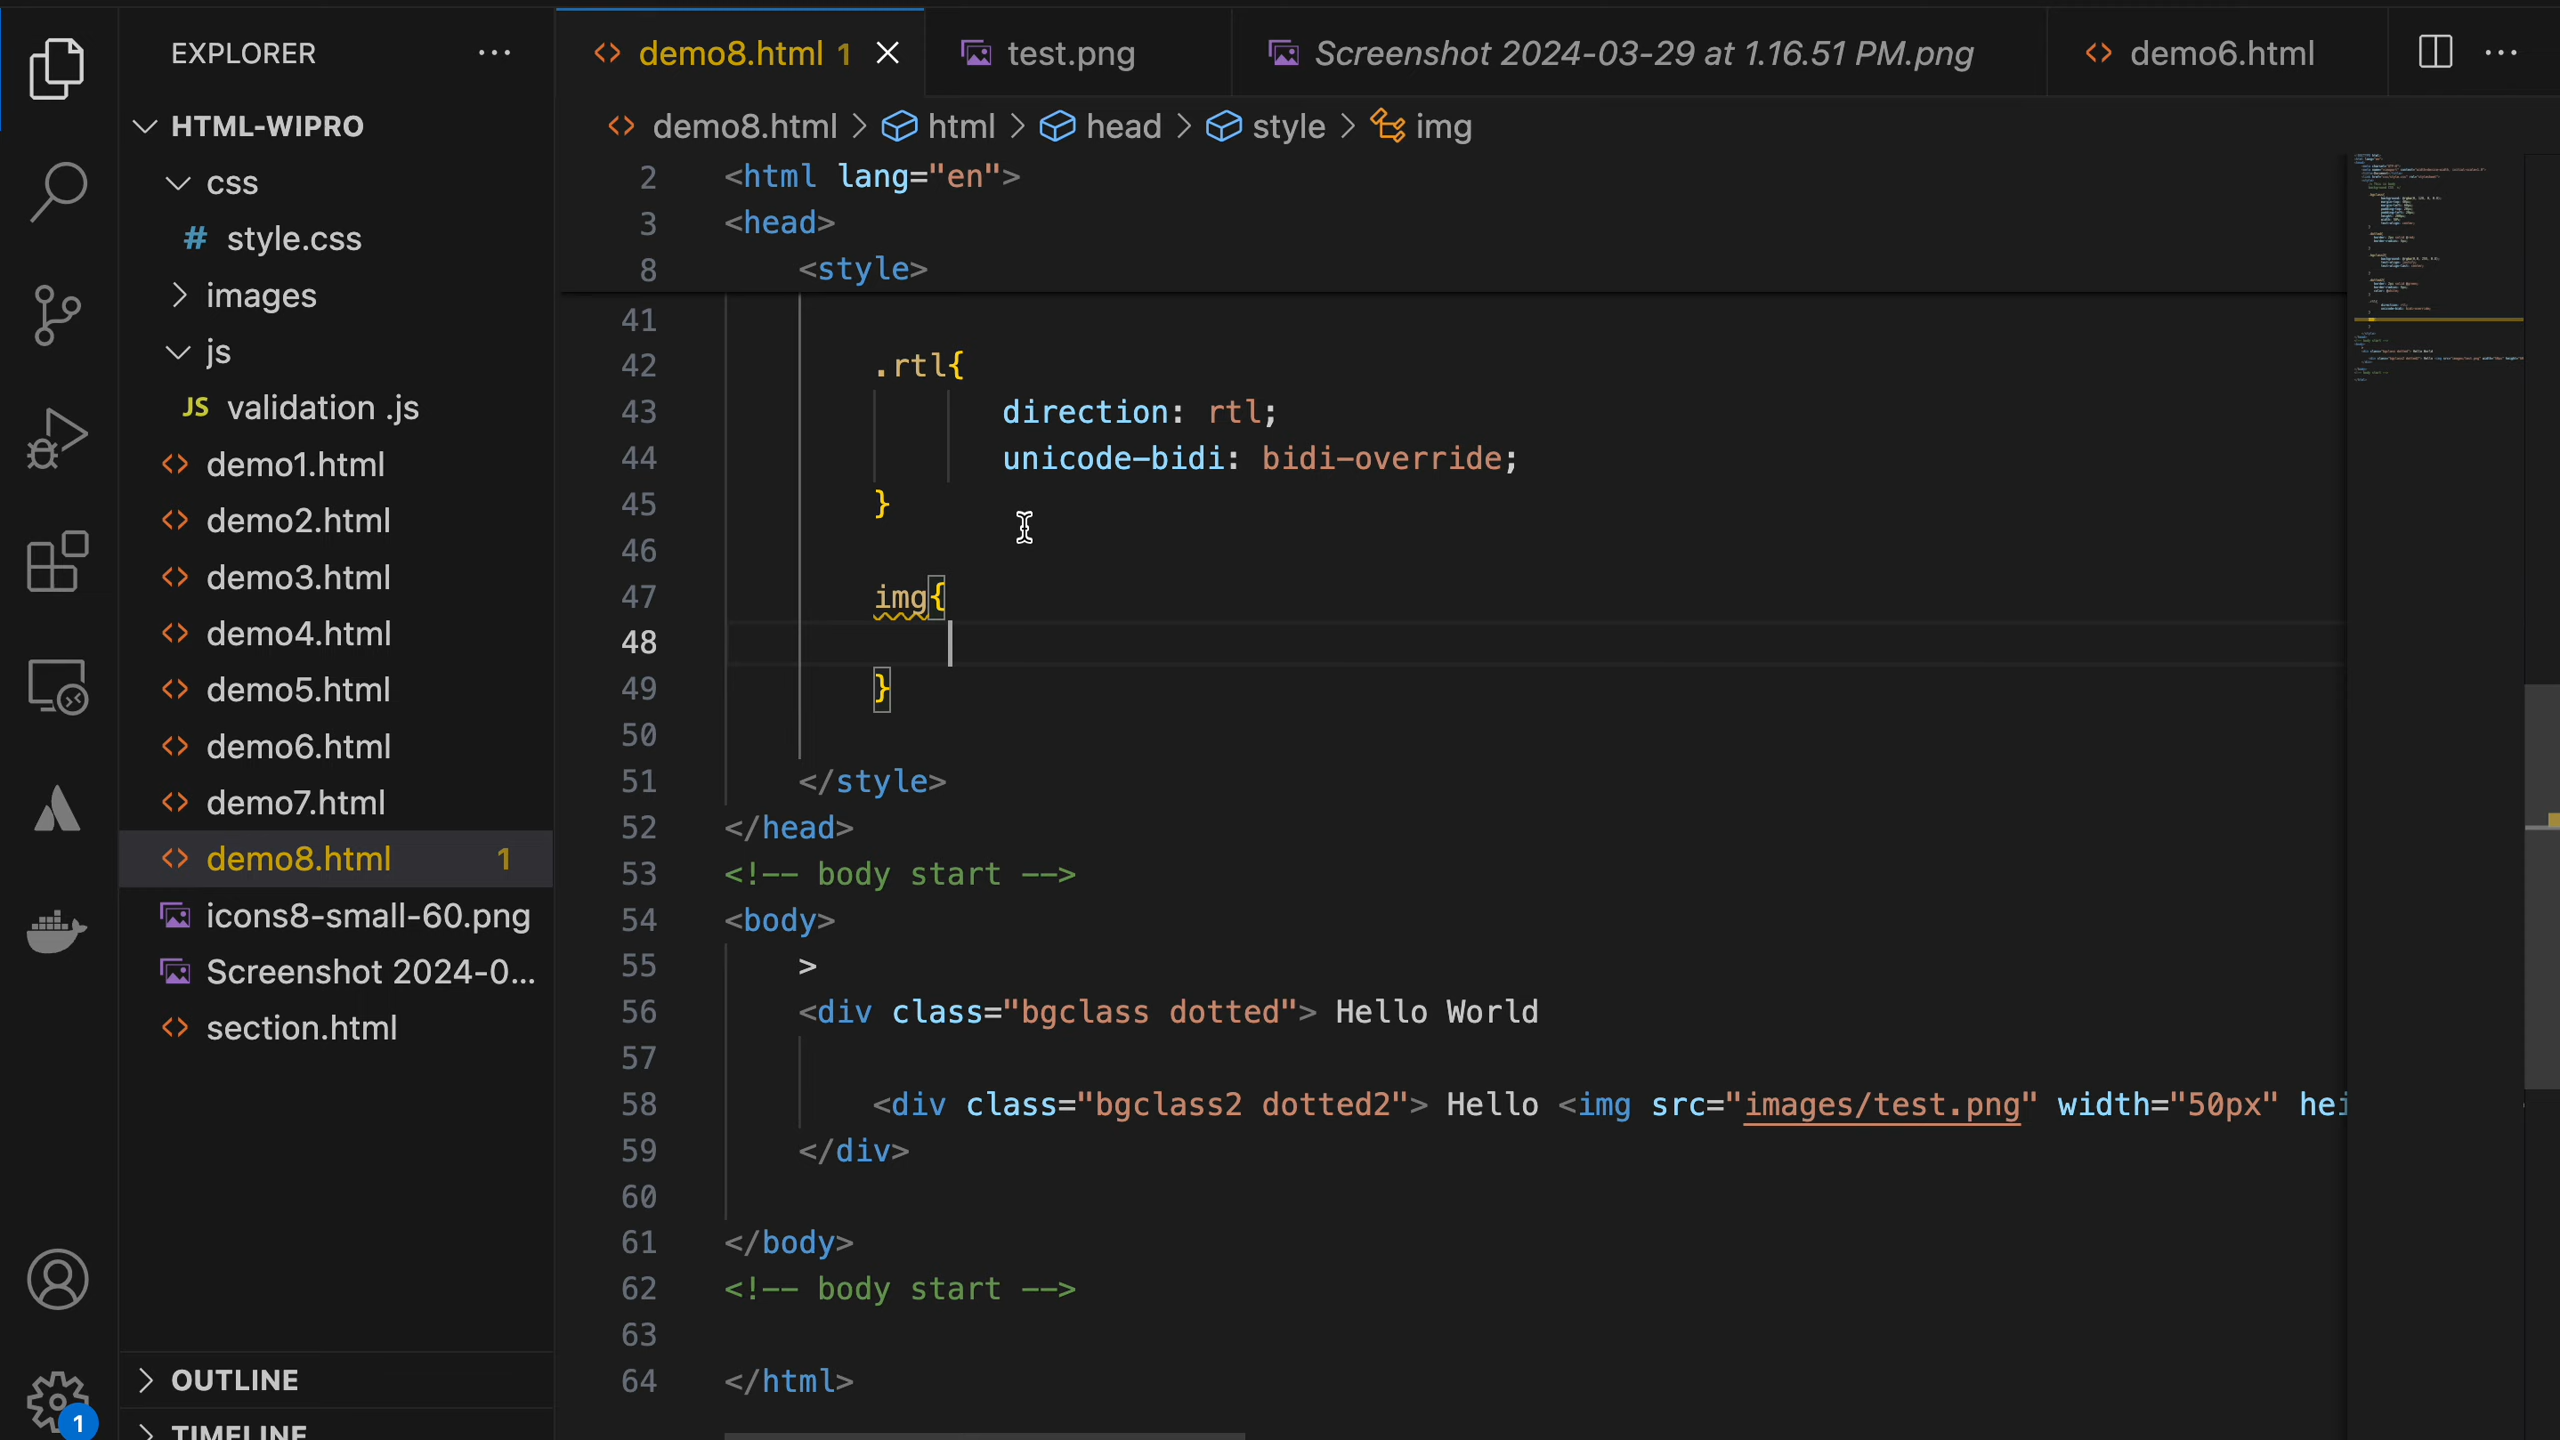 EXPLORER
HTML-WIPRO
css
# style.css
images
js
JS validation .js
demo1.html
demo2.html
demo3.html
demo4.html
demo5.html
demo6.html
demo7.html
demo8.html 1
icons8-small-60.png
Screenshot 2024-0...
section.html
OUTLINE
TIMELINE
1
demo8.html 1
test.png
Screenshot 2024-03-29 at 1.16.51 PM.png
demo6.html
demo8.html > html > head > style > img
2 <html lang="en">
3 <head>
8 <style>
41
42 .rtl{
43 direction: rtl;
44 unicode-bidi: bidi-override;
45 }
46
47 img{
48
49 }
50
51 </style>
52 </head>
53 <!-- body start -->
54 <body>
55 >
56 <div class="bgclass dotted"> Hello World
57
58 <div class="bgclass2 dotted2"> Hello <img src="images/test.png" width="50px" hei
59 </div>
60
61 </body>
62 <!-- body start -->
63
64 </html>